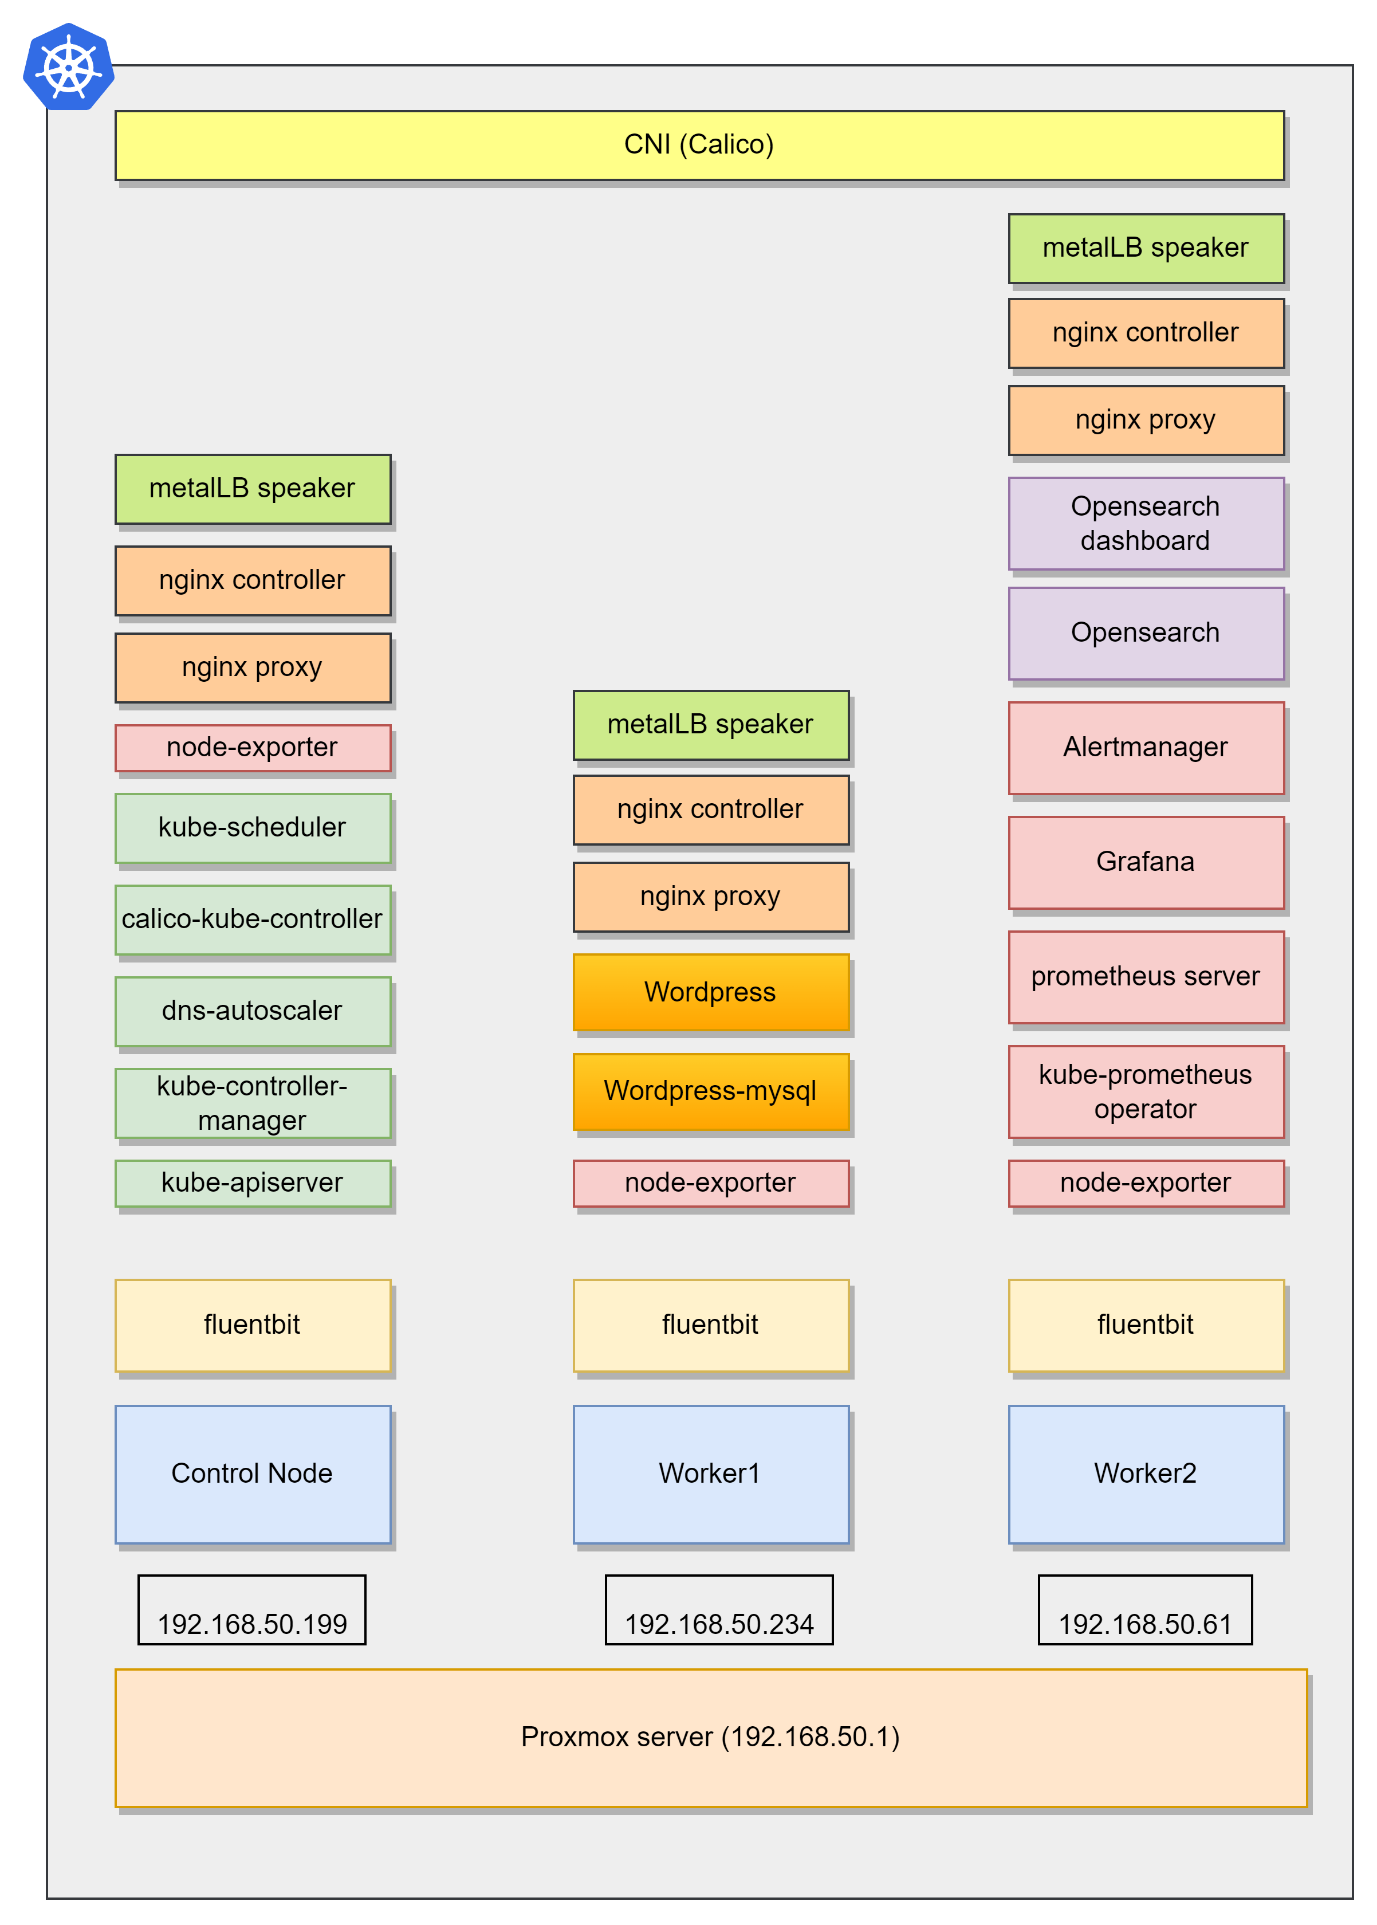 CNI (Calico)
metalLB speaker
nginx controller
nginx proxy
node-exporter
kube-scheduler
calico-kube-controller
dns-autoscaler
kube-controller-
manager
kube-apiserver
fluentbit
Control Node
192.168.50.199
metalLB speaker
nginx controller
nginx proxy
Wordpress
Wordpress-mysql
node-exporter
fluentbit
Worker1
192.168.50.234
metalLB speaker
nginx controller
nginx proxy
Opensearch
dashboard
Opensearch
Alertmanager
Grafana
prometheus server
kube-prometheus
operator
node-exporter
fluentbit
Worker2
192.168.50.61
Proxmox server (192.168.50.1)